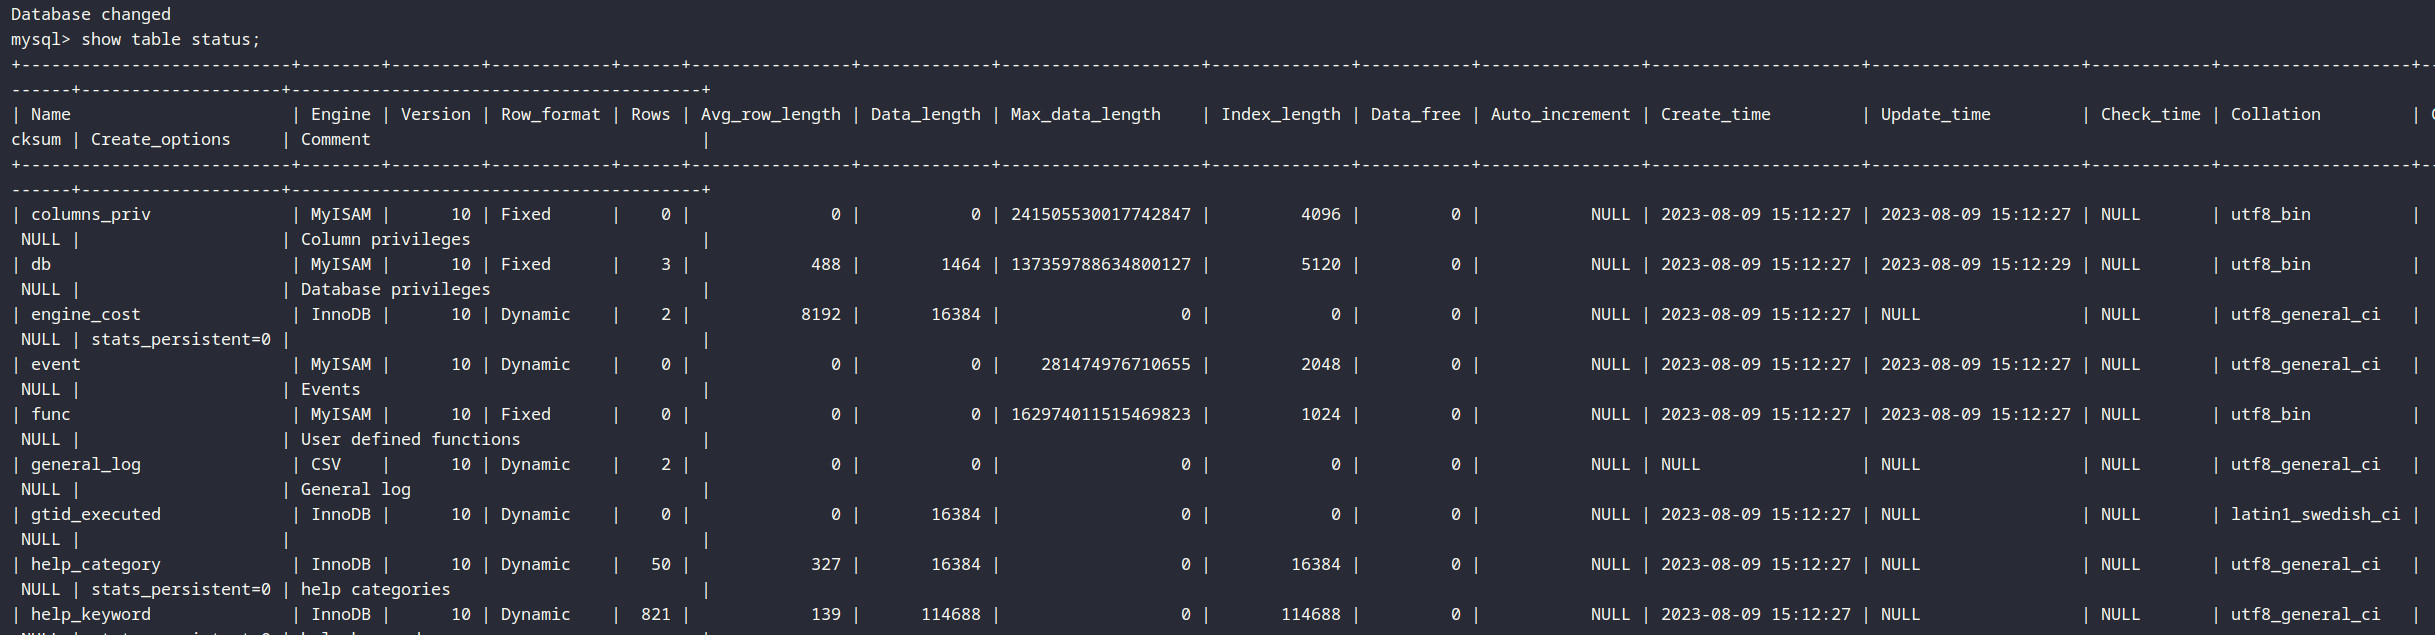 Database changed
mysql> show table status;
+---------------------------+--------+---------+------------+------+----------------+-------------+--------------------+--------------+-----------+----------------+---------------------+---------------------+------------+-------------------+--
------+--------------------+-----------------------------------------+
| Name                      | Engine | Version | Row_format | Rows | Avg_row_length | Data_length | Max_data_length    | Index_length | Data_free | Auto_increment | Create_time         | Update_time         | Check_time | Collation         |
cksum | Create_options     | Comment                                 |
+---------------------------+--------+---------+------------+------+----------------+-------------+--------------------+--------------+-----------+----------------+---------------------+---------------------+------------+-------------------+--
------+--------------------+-----------------------------------------+
| columns_priv              | MyISAM |      10 | Fixed      |    0 |              0 |           0 | 241505530017742847 |         4096 |         0 |           NULL | 2023-08-09 15:12:27 | 2023-08-09 15:12:27 | NULL       | utf8_bin          |
 NULL |                    | Column privileges                       |
| db                        | MyISAM |      10 | Fixed      |    3 |            488 |        1464 | 137359788634800127 |         5120 |         0 |           NULL | 2023-08-09 15:12:27 | 2023-08-09 15:12:29 | NULL       | utf8_bin          |
 NULL |                    | Database privileges                     |
| engine_cost               | InnoDB |      10 | Dynamic    |    2 |           8192 |       16384 |                  0 |            0 |         0 |           NULL | 2023-08-09 15:12:27 | NULL                | NULL       | utf8_general_ci   |
 NULL | stats_persistent=0 |                                         |
| event                     | MyISAM |      10 | Dynamic    |    0 |              0 |           0 |    281474976710655 |         2048 |         0 |           NULL | 2023-08-09 15:12:27 | 2023-08-09 15:12:27 | NULL       | utf8_general_ci   |
 NULL |                    | Events                                  |
| func                      | MyISAM |      10 | Fixed      |    0 |              0 |           0 | 162974011515469823 |         1024 |         0 |           NULL | 2023-08-09 15:12:27 | 2023-08-09 15:12:27 | NULL       | utf8_bin          |
 NULL |                    | User defined functions                  |
| general_log               | CSV    |      10 | Dynamic    |    2 |              0 |           0 |                  0 |            0 |         0 |           NULL | NULL                | NULL                | NULL       | utf8_general_ci   |
 NULL |                    | General log                             |
| gtid_executed             | InnoDB |      10 | Dynamic    |    0 |              0 |       16384 |                  0 |            0 |         0 |           NULL | 2023-08-09 15:12:27 | NULL                | NULL       | latin1_swedish_ci |
 NULL |                    |                                         |
| help_category             | InnoDB |      10 | Dynamic    |   50 |            327 |       16384 |                  0 |        16384 |         0 |           NULL | 2023-08-09 15:12:27 | NULL                | NULL       | utf8_general_ci   |
 NULL | stats_persistent=0 | help categories                         |
| help_keyword              | InnoDB |      10 | Dynamic    |  821 |            139 |      114688 |                  0 |       114688 |         0 |           NULL | 2023-08-09 15:12:27 | NULL                | NULL       | utf8_general_ci   |